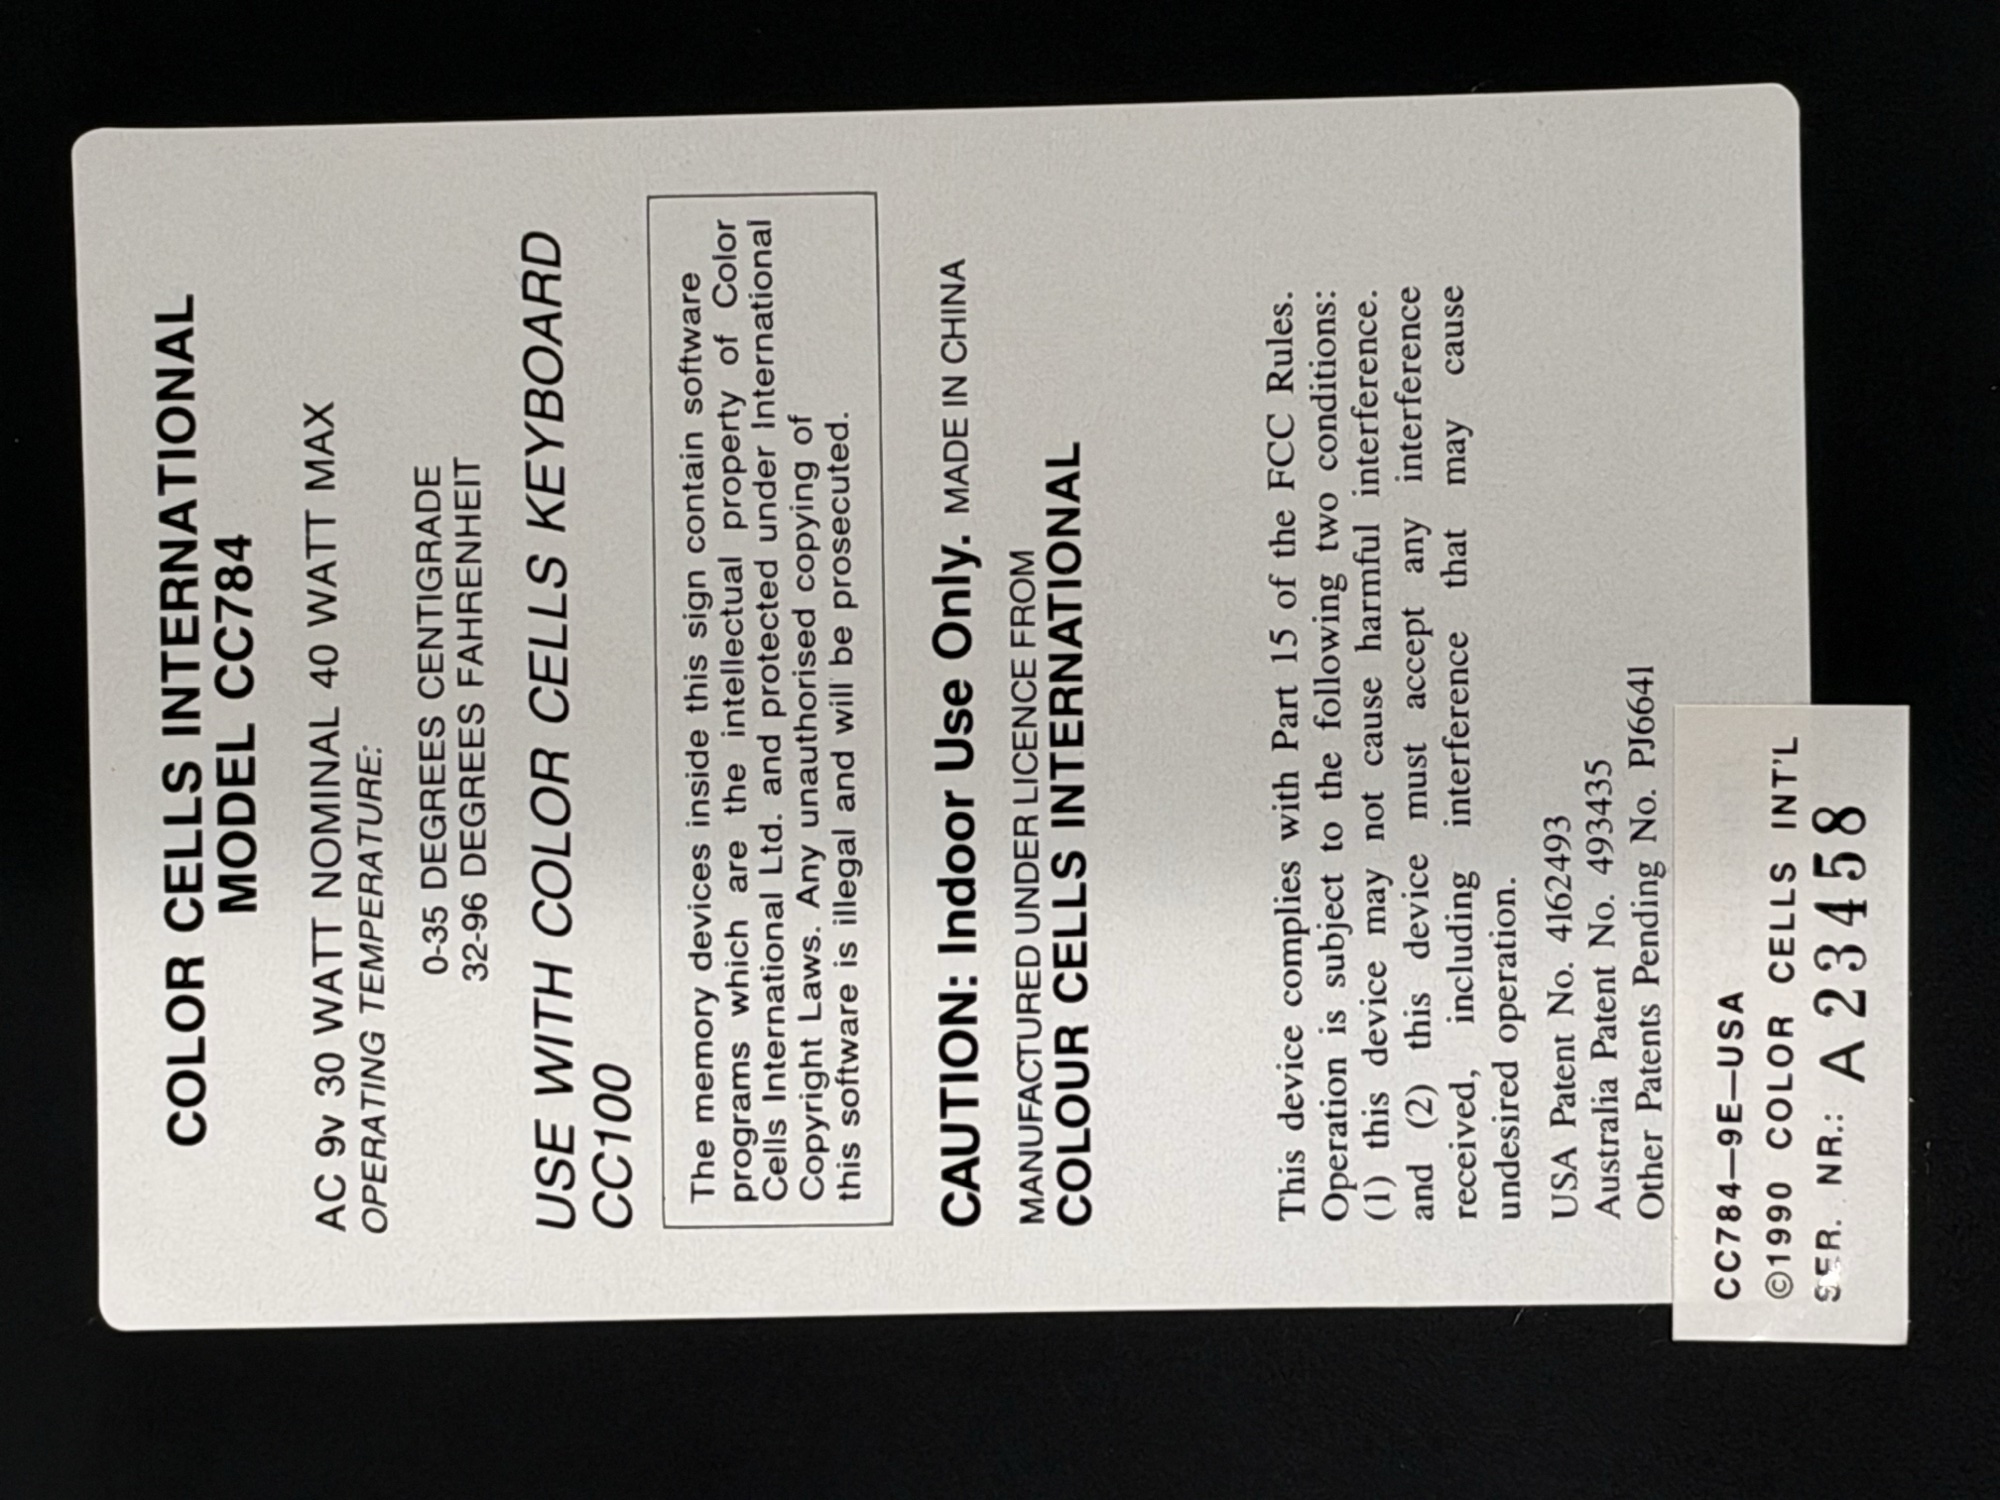 COLOR CELLS INTERNATIONAL
MODEL CC784
AC 9v 30 WATT NOMINAL 40 WATT MAX
OPERATING TEMPERATURE:
0-35 DEGREES CENTIGRADE
32-96 DEGREES FAHRENHEIT
USE WITH COLOR CELLS KEYBOARD
CC100
The memory devices inside this sign contain software
programs which are the intellectual property of Color
Cells International Ltd. and protected under International
Copyright Laws. Any unauthorised copying of
this software is illegal and will be prosecuted.
CAUTION: Indoor Use Only. MADE IN CHINA
MANUFACTURED UNDER LICENCE FROM
COLOUR CELLS INTERNATIONAL
This device complies with Part 15 of the FCC Rules.
Operation is subject to the following two conditions:
(1) this device may not cause harmful interference.
and (2) this device must accept any interference
received, including interference that may cause
undesired operation.
USA Patent No. 4162493
Australia Patent No. 493435
Other Patents Pending No. PJ6641
CC784—9E—USA
©1990 COLOR CELLS INT'L
SER. NR.: A 23458